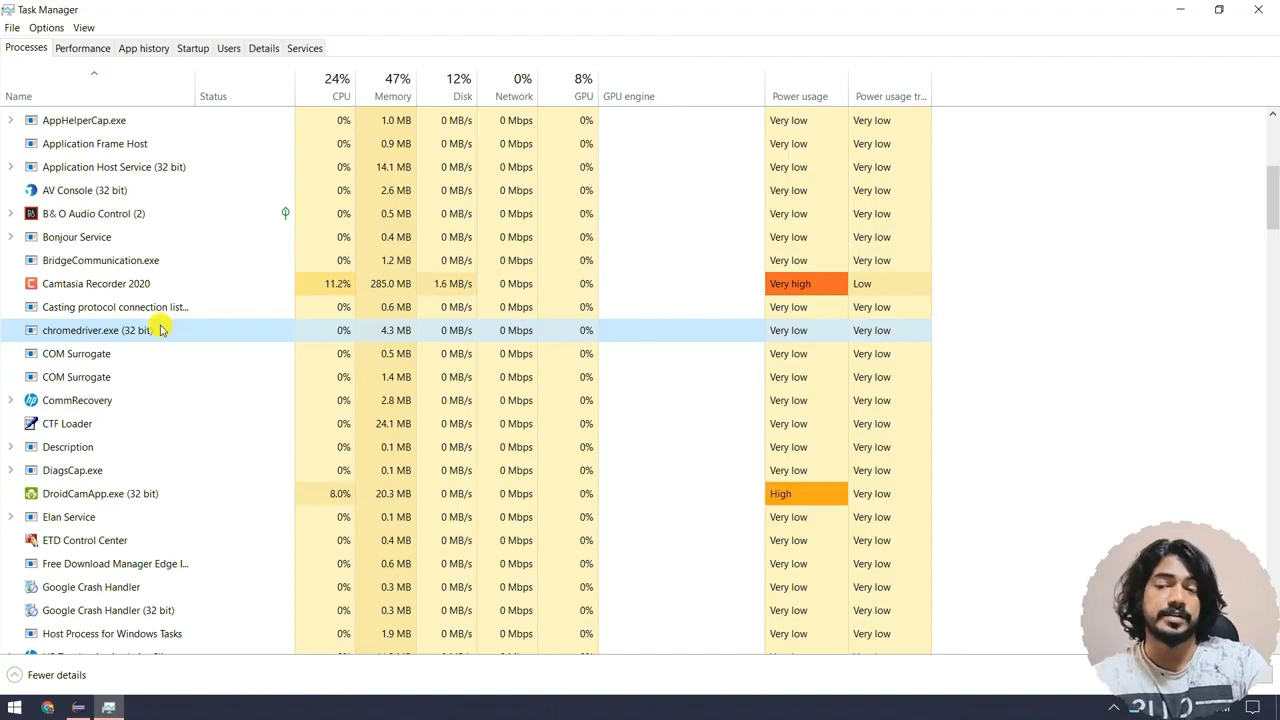 Task Manager
File Options View
Processes Performance App history Startup Users Details Services
24% 47% 12% 0% 8%
Name Status CPU Memory Disk Network GPU GPU engine Power usage Power usage tr...
AppHelperCap.exe 0% 1.0 MB 0 MB/s 0 Mbps 0% Very low Very low
Application Frame Host 0% 0.9 MB 0 MB/s 0 Mbps 0% Very low Very low
Application Host Service (32 bit) 0% 14.1 MB 0 MB/s 0 Mbps 0% Very low Very low
AV Console (32 bit) 0% 2.6 MB 0 MB/s 0 Mbps 0% Very low Very low
B&O Audio Control (2) 0% 0.5 MB 0 MB/s 0 Mbps 0% Very low Very low
Bonjour Service 0% 0.4 MB 0 MB/s 0 Mbps 0% Very low Very low
BridgeCommunication.exe 0% 1.2 MB 0 MB/s 0 Mbps 0% Very low Very low
Camtasia Recorder 2020 11.2% 285.0 MB 1.6 MB/s 0 Mbps 0% Very high Low
Casting protocol connection list... 0% 0.6 MB 0 MB/s 0 Mbps 0% Very low Very low
chromedriver.exe (32 bit) 0% 4.3 MB 0 MB/s 0 Mbps 0% Very low Very low
COM Surrogate 0% 0.5 MB 0 MB/s 0 Mbps 0% Very low Very low
COM Surrogate 0% 1.4 MB 0 MB/s 0 Mbps 0% Very low Very low
CommRecovery 0% 2.8 MB 0 MB/s 0 Mbps 0% Very low Very low
CTF Loader 0% 24.1 MB 0 MB/s 0 Mbps 0% Very low Very low
Description 0% 0.1 MB 0 MB/s 0 Mbps 0% Very low Very low
DiagsCap.exe 0% 0.1 MB 0 MB/s 0 Mbps 0% Very low Very low
DroidCamApp.exe (32 bit) 8.0% 20.3 MB 0 MB/s 0 Mbps 0% High Very low
Elan Service 0% 0.1 MB 0 MB/s 0 Mbps 0% Very low Very low
ETD Control Center 0% 0.4 MB 0 MB/s 0 Mbps 0% Very low Very low
Free Download Manager Edge I... 0% 0.6 MB 0 MB/s 0 Mbps 0% Very low Very low
Google Crash Handler 0% 0.3 MB 0 MB/s 0 Mbps 0% Very low Very low
Google Crash Handler (32 bit) 0% 0.3 MB 0 MB/s 0 Mbps 0% Very low Very low
Host Process for Windows Tasks 0% 1.9 MB 0 MB/s 0 Mbps 0% Very low Very low
Fewer details